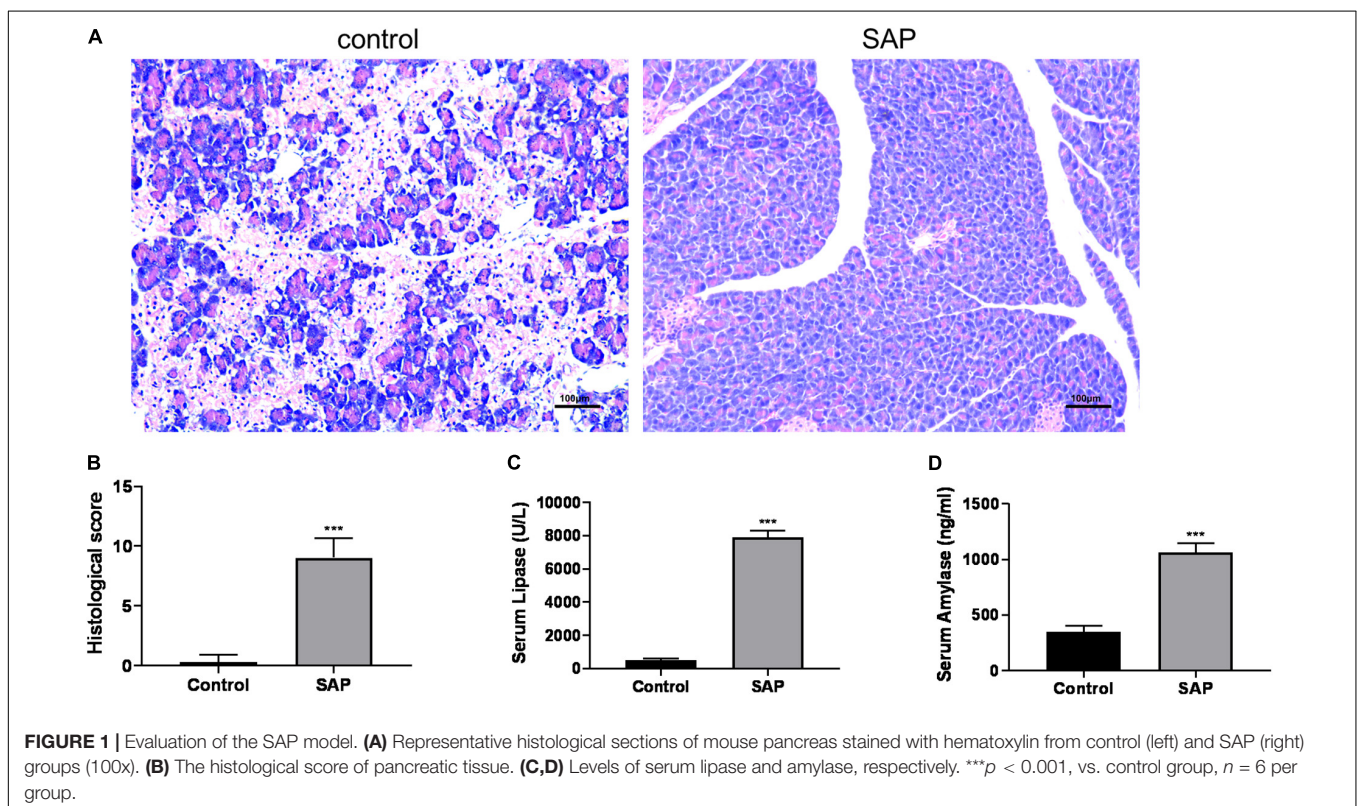 A
control
SAP
100μm
100μm
B
Histological score
15
10
5
0
***
Control
SAP
C
Serum Lipase (U/L)
10000
8000
6000
4000
2000
0
***
Control
SAP
D
Serum Amylase (ng/ml)
1500
1000
500
0
***
Control
SAP
FIGURE 1 | Evaluation of the SAP model. (A) Representative histological sections of mouse pancreas stained with hematoxylin from control (left) and SAP (right)
groups (100x). (B) The histological score of pancreatic tissue. (C,D) Levels of serum lipase and amylase, respectively. ***p < 0.001, vs. control group, n = 6 per
group.